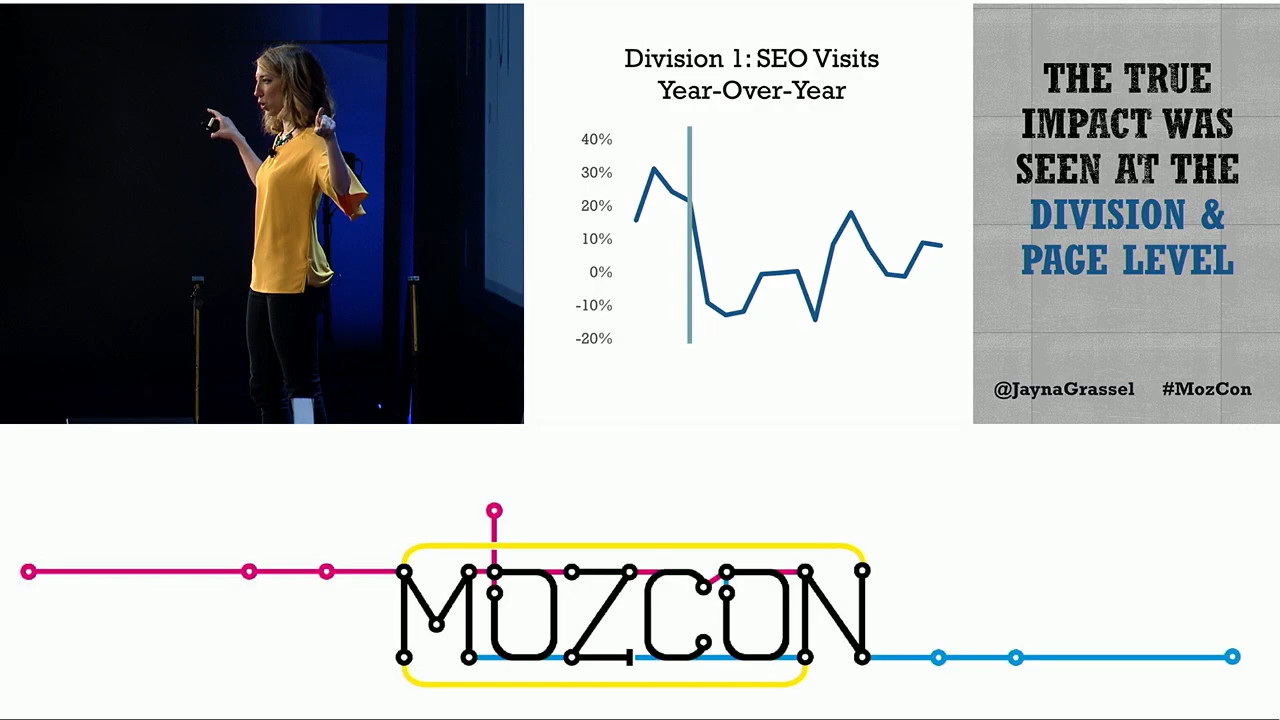 Division 1: SEO Visits
Year-Over-Year
40%
30%
20%
10%
0%
-10%
-20%
THE TRUE
IMPACT WAS
SEEN AT THE
DIVISION &
PAGE LEVEL
@JaynaGrassel #MozCon
MOZCON